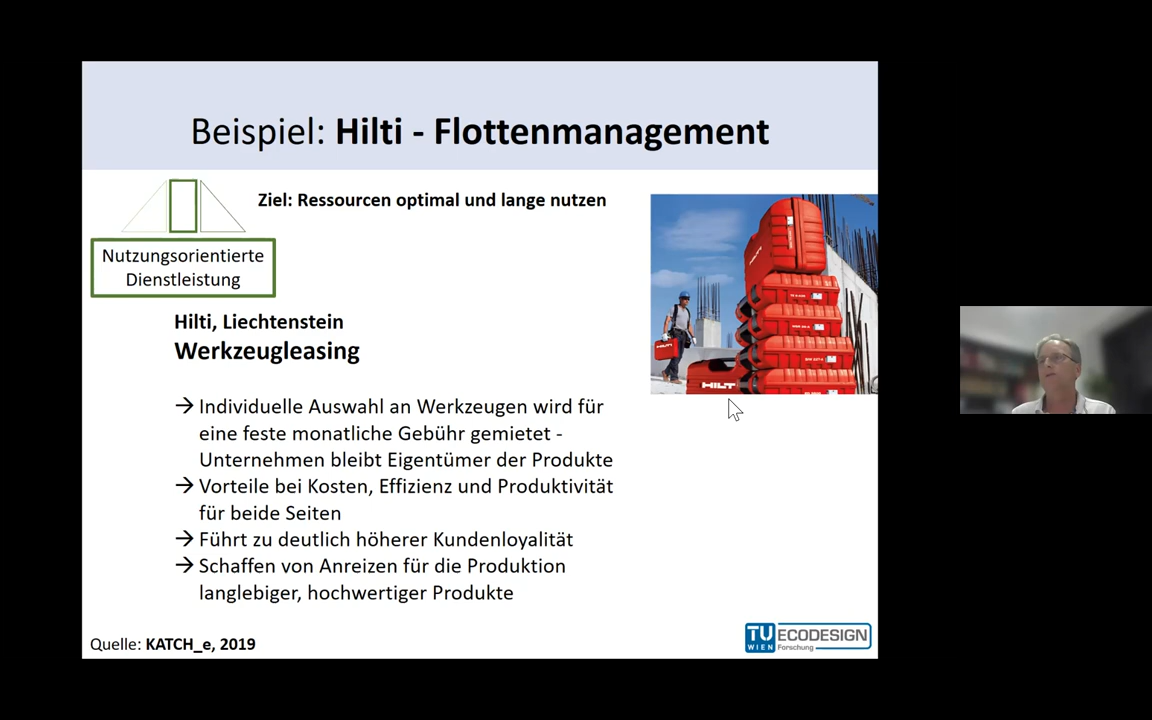 Beispiel: Hilti - Flottenmanagement
Ziel: Ressourcen optimal und lange nutzen
Nutzungsorientierte
Dienstleistung
Hilti, Liechtenstein
Werkzeugleasing
→ Individuelle Auswahl an Werkzeugen wird für
eine feste monatliche Gebühr gemietet -
Unternehmen bleibt Eigentümer der Produkte
→ Vorteile bei Kosten, Effizienz und Produktivität
für beide Seiten
→ Führt zu deutlich höherer Kundenloyalität
→ Schaffen von Anreizen für die Produktion
langlebiger, hochwertiger Produkte
HILTI
HILTI
HILTI
Quelle: KATCH_e, 2019
TU WIEN
ECODESIGN
Forschung